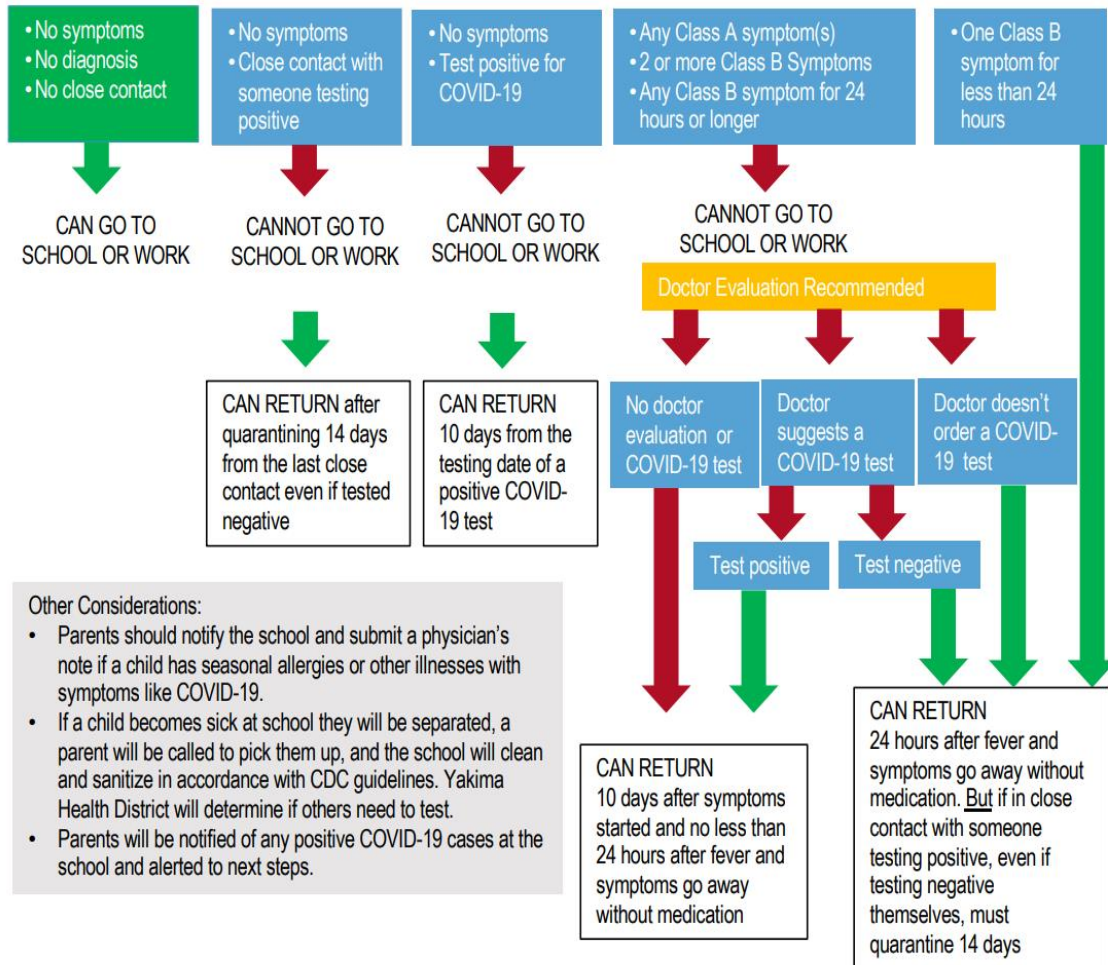 • No symptoms
• No diagnosis
• No close contact
• No symptoms
• Close contact with
someone testing
positive
• No symptoms
• Test positive for
COVID-19
• Any Class A symptom(s)
• 2 or more Class B Symptoms
• Any Class B symptom for 24
hours or longer
• One Class B
symptom for
less than 24
hours
CAN GO TO
SCHOOL OR WORK
CANNOT GO TO
SCHOOL OR WORK
CANNOT GO TO
SCHOOL OR WORK
CANNOT GO TO
SCHOOL OR WORK
Doctor Evaluation Recommended
CAN RETURN after
quarantining 14 days
from the last close
contact even if tested
negative
CAN RETURN
10 days from the
testing date of a
positive COVID-
19 test
No doctor
evaluation or
COVID-19 test
Doctor
suggests a
COVID-19 test
Doctor doesn't
order a COVID-
19 test
Test positive
Test negative
Other Considerations:
• Parents should notify the school and submit a physician's
note if a child has seasonal allergies or other illnesses with
symptoms like COVID-19.
• If a child becomes sick at school they will be separated, a
parent will be called to pick them up, and the school will clean
and sanitize in accordance with CDC guidelines. Yakima
Health District will determine if others need to test.
• Parents will be notified of any positive COVID-19 cases at the
school and alerted to next steps.
CAN RETURN
10 days after symptoms
started and no less than
24 hours after fever and
symptoms go away
without medication
CAN RETURN
24 hours after fever and
symptoms go away without
medication. But if in close
contact with someone
testing positive, even if
testing negative
themselves, must
quarantine 14 days